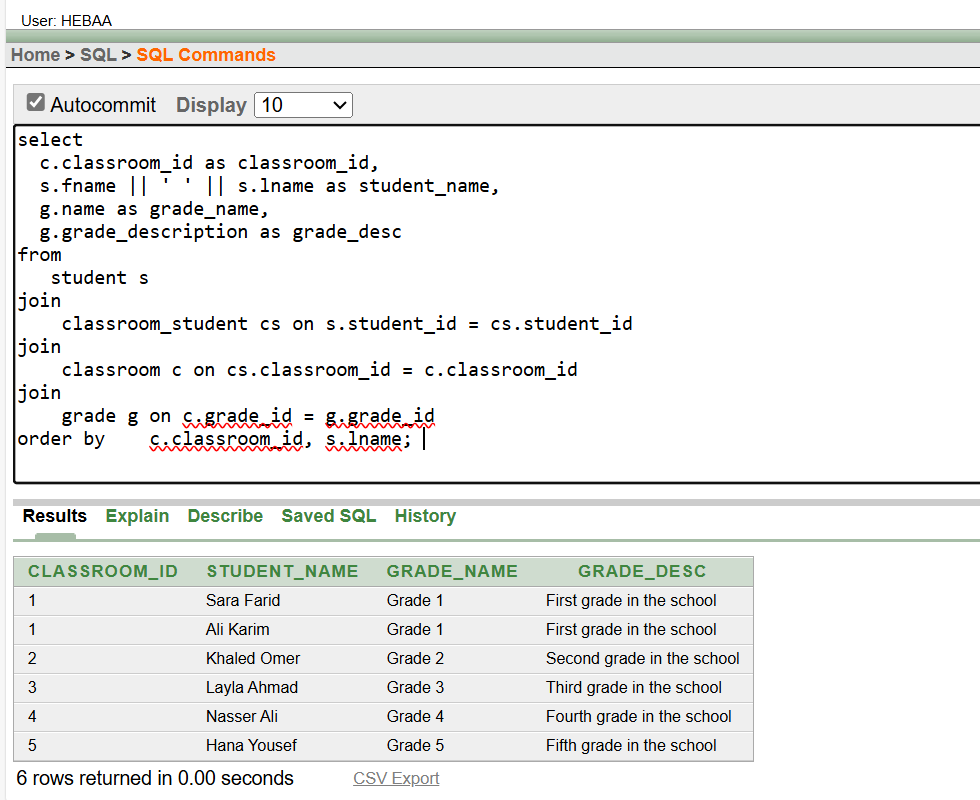 User: HEBAA
Home > SQL > SQL Commands
Autocommit Display 10
select
  c.classroom_id as classroom_id,
  s.fname || ' ' || s.lname as student_name,
  g.name as grade_name,
  g.grade_description as grade_desc
from
   student s
join
    classroom_student cs on s.student_id = cs.student_id
join
    classroom c on cs.classroom_id = c.classroom_id
join
    grade g on c.grade_id = g.grade_id
order by    c.classroom_id, s.lname;
Results Explain Describe Saved SQL History
CLASSROOM_ID STUDENT_NAME GRADE_NAME GRADE_DESC
1 Sara Farid Grade 1 First grade in the school
1 Ali Karim Grade 1 First grade in the school
2 Khaled Omer Grade 2 Second grade in the school
3 Layla Ahmad Grade 3 Third grade in the school
4 Nasser Ali Grade 4 Fourth grade in the school
5 Hana Yousef Grade 5 Fifth grade in the school
6 rows returned in 0.00 seconds CSV Export